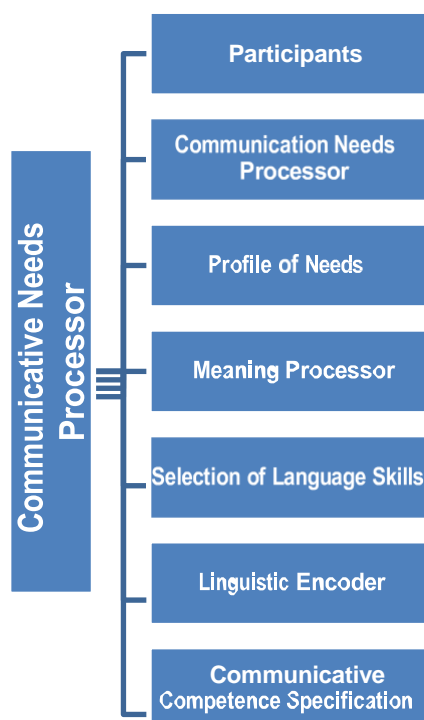 Communicative Needs
Processor
Participants
Communication Needs
Processor
Profile of Needs
Meaning Processor
Selection of Language Skills
Linguistic Encoder
Communicative
Competence Specification